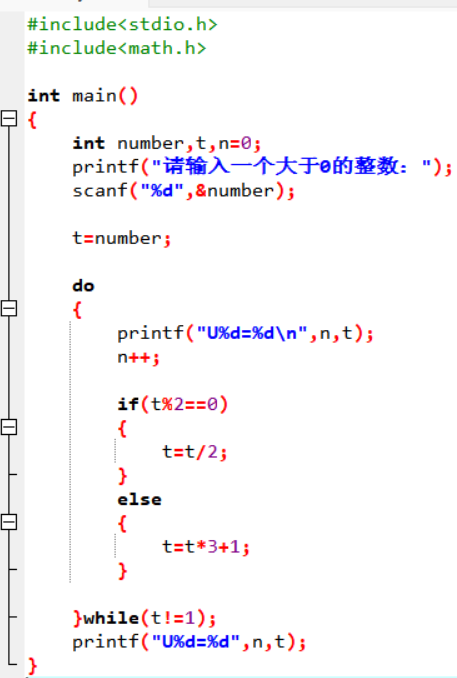 #include<stdio.h>
#include<math.h>
int main()
{
int number,t,n=0;
printf("请输入一个大于0的整数: ");
scanf("%d",&number);
t=number;
do
{
printf("U%d=%d\n",n,t);
n++;
if(t%2==0)
{
t=t/2;
}
else
{
t=t*3+1;
}
}while(t!=1);
printf("U%d=%d",n,t);
}